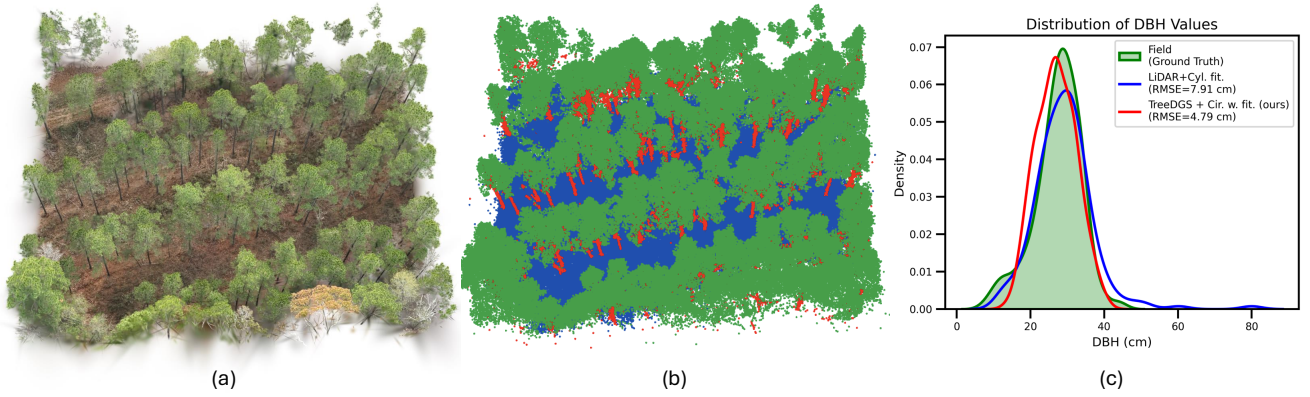 Distribution of DBH Values
0.07
0.06
0.05
0.04
0.03
0.02
0.01
0.00
Density
0 20 40 60 80
DBH (cm)
Field
(Ground Truth)
LiDAR+Cyl. fit.
(RMSE=7.91 cm)
TreeDGS + Cir. w. fit. (ours)
(RMSE=4.79 cm)
(a) (b) (c)